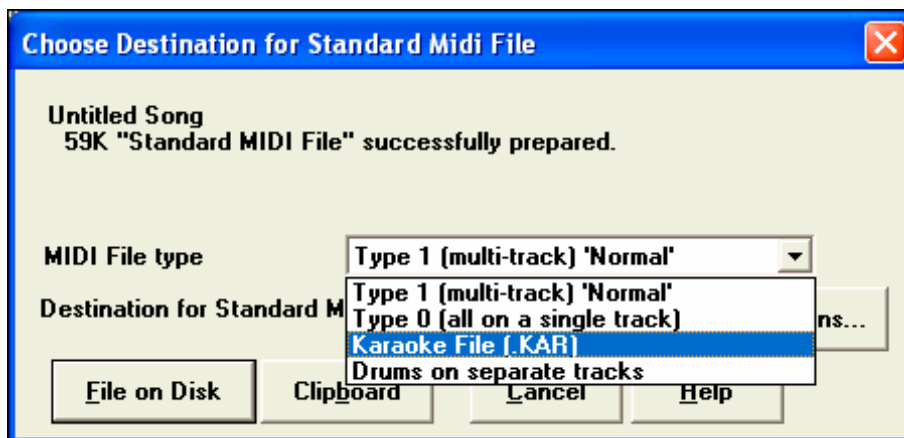 Choose Destination for Standard Midi File
Untitled Song
59K "Standard MIDI File" successfully prepared.
MIDI File type
Type 1 (multi-track) 'Normal'
Type 1 (multi-track) 'Normal'
Destination for Standard M
Type 0 (all on a single track)
ns...
Karaoke File (.KAR)
Drums on separate tracks
File on Disk
Clipboard
Cancel
Help